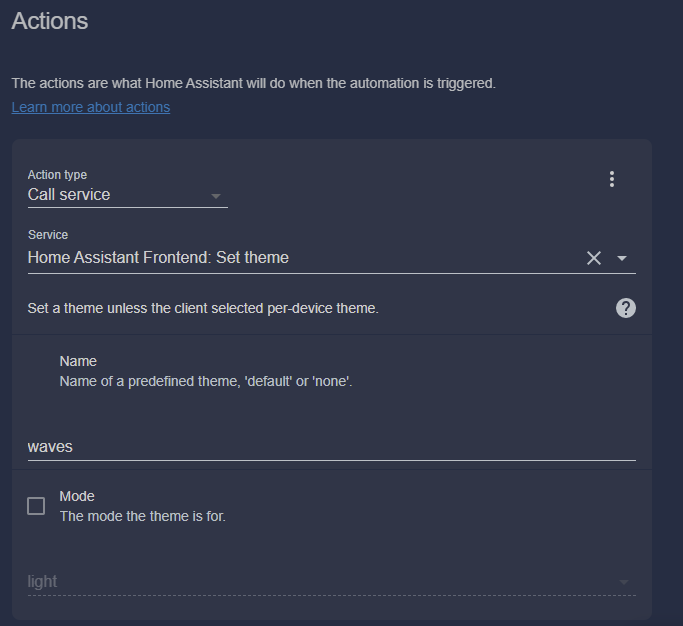 Actions
The actions are what Home Assistant will do when the automation is triggered.
Learn more about actions
Action type
Call service
Service
Home Assistant Frontend: Set theme
Set a theme unless the client selected per-device theme.
Name
Name of a predefined theme, 'default' or 'none'.
waves
Mode
The mode the theme is for.
light